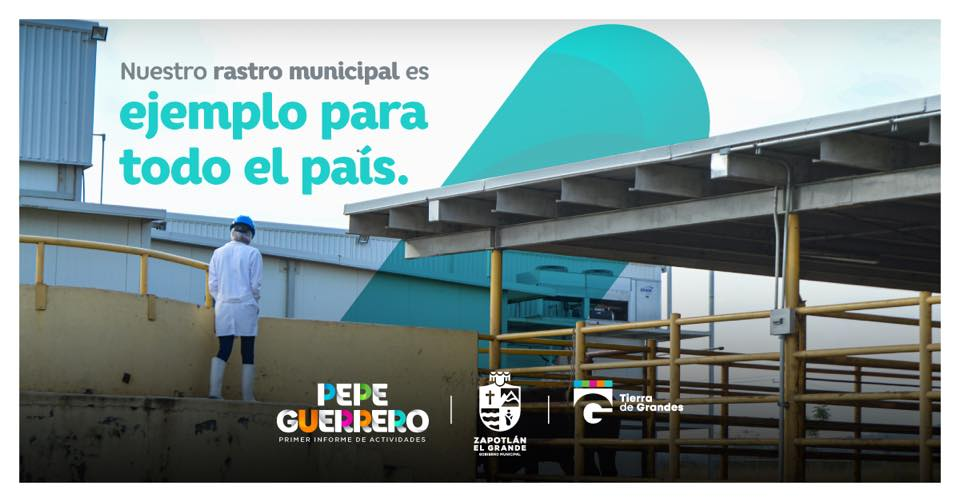 Nuestro rastro municipal es
ejemplo para
todo el país.
PEPE
GUERRERO
PRIMER INFORME DE ACTIVIDADES
ZAPOTLÁN
EL GRANDE
GOBIERNO MUNICIPAL
Tierra
de Grandes